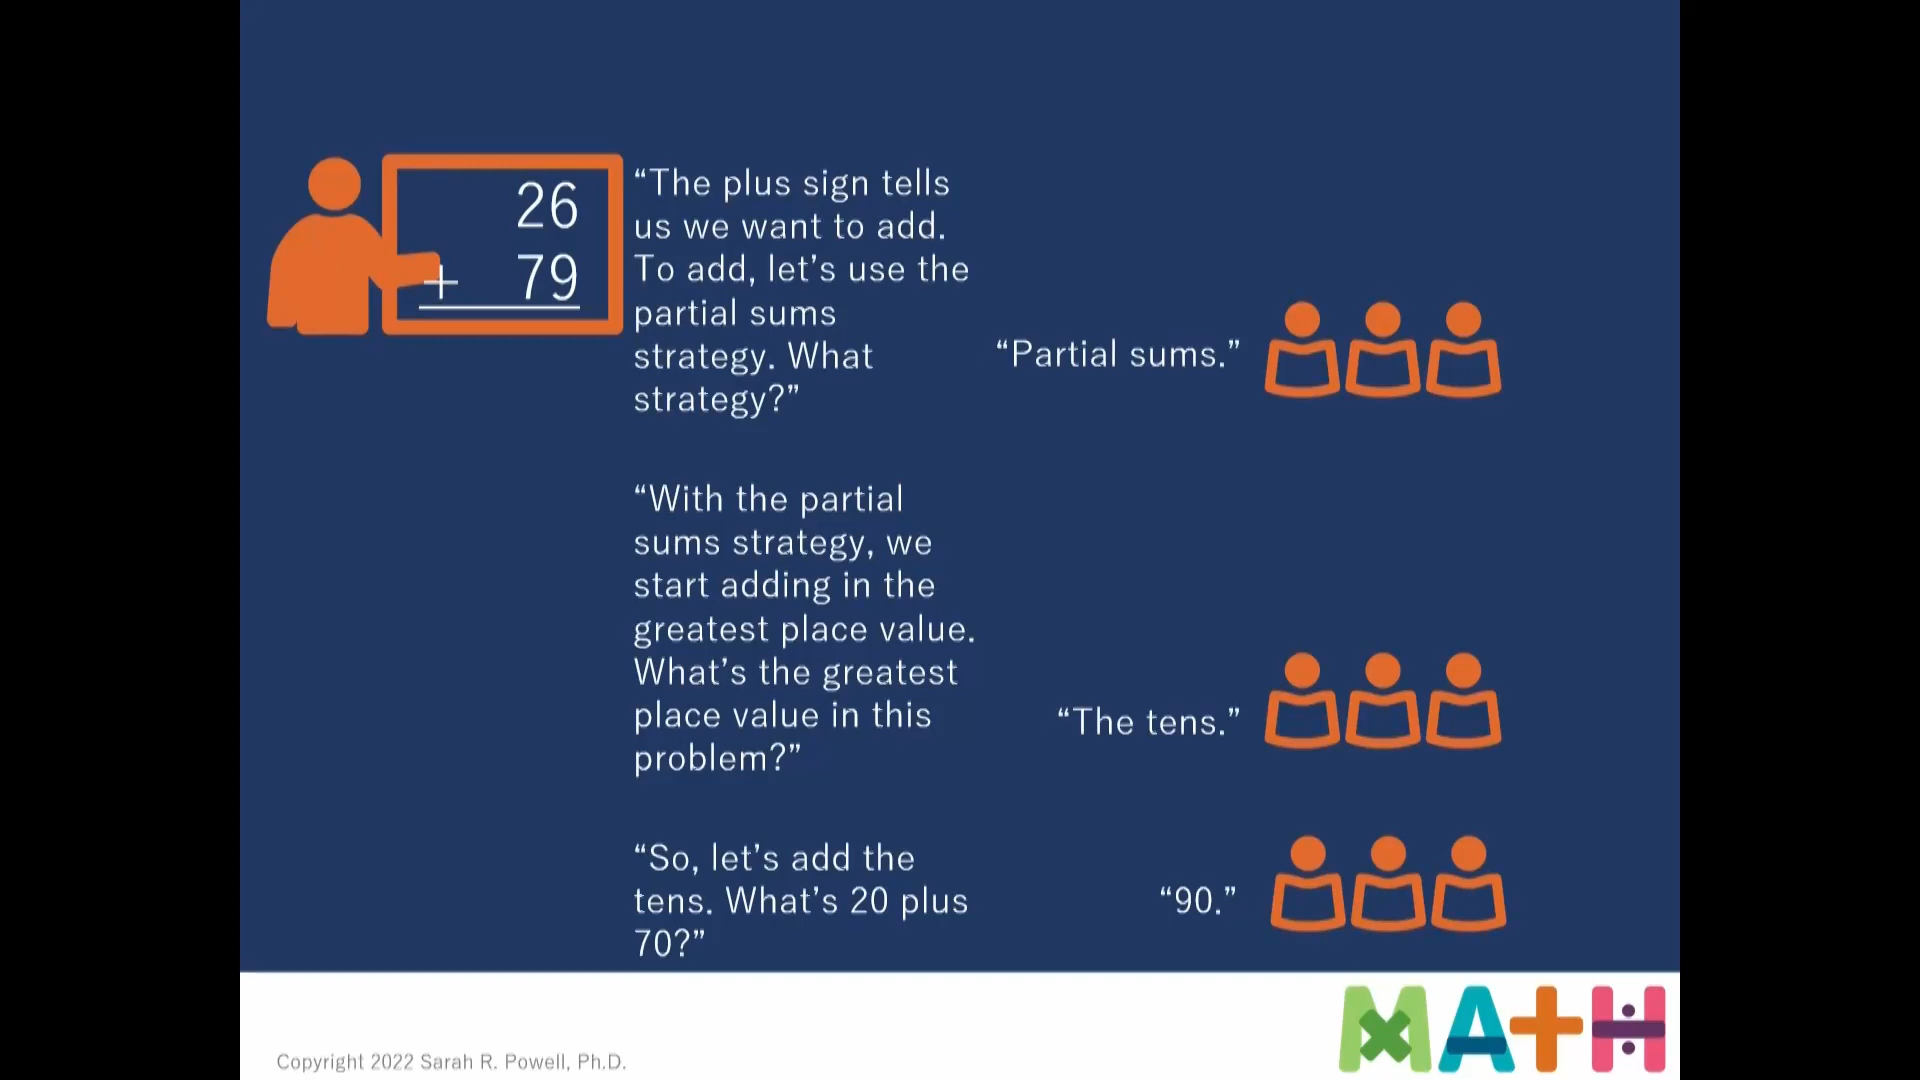 26
+ 79
“The plus sign tells
us we want to add.
To add, let’s use the
partial sums
strategy. What
strategy?”
“Partial sums.”
“With the partial
sums strategy, we
start adding in the
greatest place value.
What’s the greatest
place value in this
problem?”
“The tens.”
“So, let’s add the
tens. What’s 20 plus
70?”
“90.”
Copyright 2022 Sarah R. Powell, Ph.D.
MATH